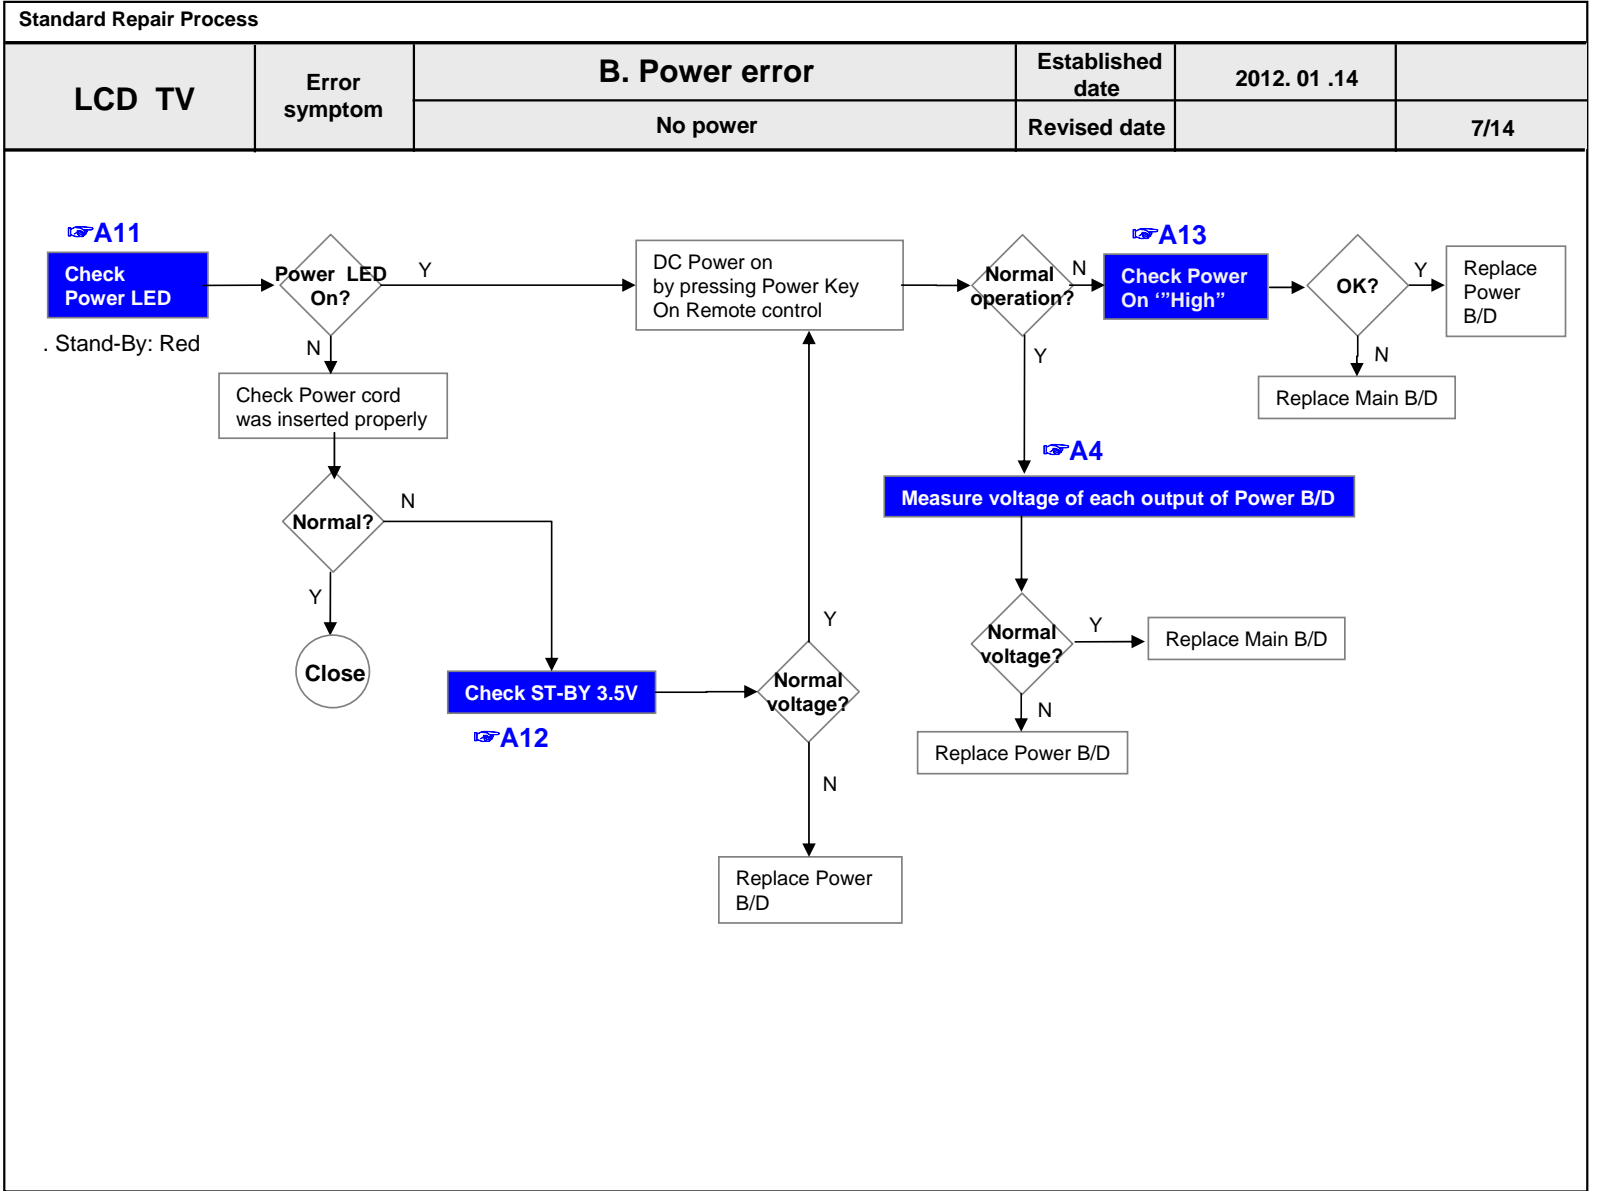 Standard Repair Process
LCD TV
Error
symptom
B. Power error
No power
Established
date
2012. 01 .14
Revised date
7/14
☞A11
Check
Power LED
. Stand-By: Red
Power LED
On?
Y
N
Check Power cord
was inserted properly
Normal?
N
Y
Close
Check ST-BY 3.5V
☞A12
Normal
voltage?
Y
N
Replace Power
B/D
DC Power on
by pressing Power Key
On Remote control
Normal
operation?
N
Y
☞A13
Check Power
On ‘"High”
OK?
Y
Replace
Power
B/D
N
Replace Main B/D
☞A4
Measure voltage of each output of Power B/D
Normal
voltage?
Y
Replace Main B/D
N
Replace Power B/D